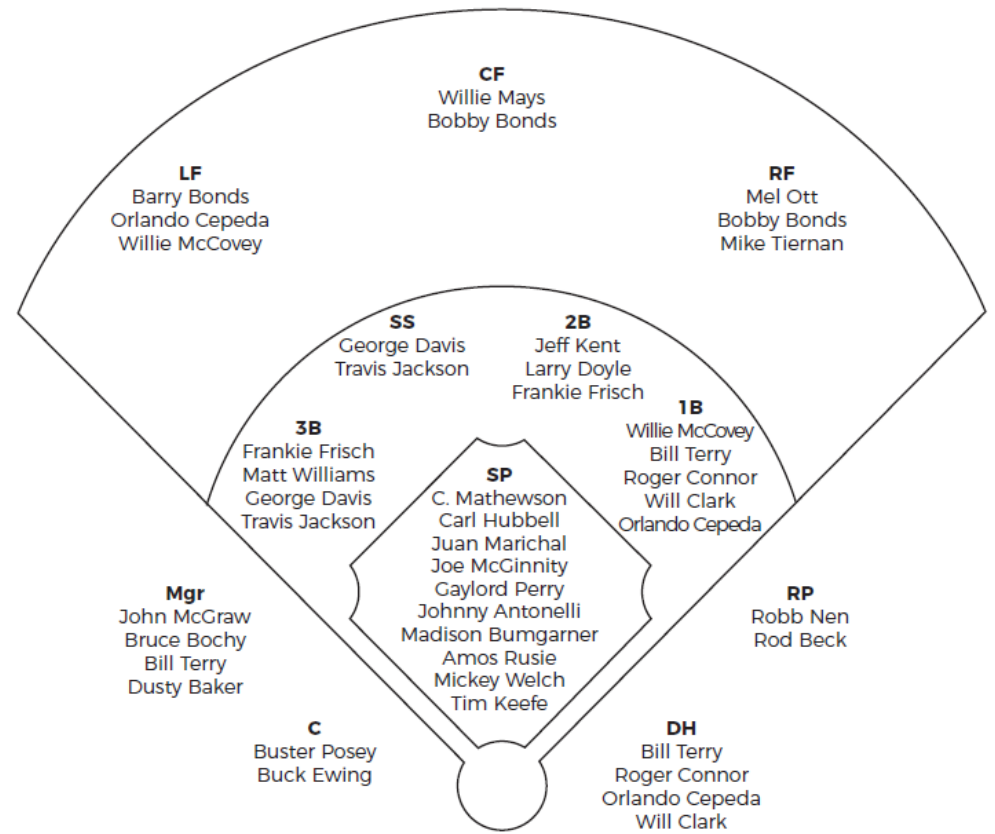 CF
Willie Mays
Bobby Bonds
LF
Barry Bonds
Orlando Cepeda
Willie McCovey
RF
Mel Ott
Bobby Bonds
Mike Tiernan
SS
George Davis
Travis Jackson
2B
Jeff Kent
Larry Doyle
Frankie Frisch
3B
Frankie Frisch
Matt Williams
George Davis
Travis Jackson
1B
Willie McCovey
Bill Terry
Roger Connor
Will Clark
Orlando Cepeda
SP
C. Mathewson
Carl Hubbell
Juan Marichal
Joe McGinnity
Gaylord Perry
Johnny Antonelli
Madison Bumgarner
Amos Rusie
Mickey Welch
Tim Keefe
Mgr
John McGraw
Bruce Bochy
Bill Terry
Dusty Baker
RP
Robb Nen
Rod Beck
C
Buster Posey
Buck Ewing
DH
Bill Terry
Roger Connor
Orlando Cepeda
Will Clark